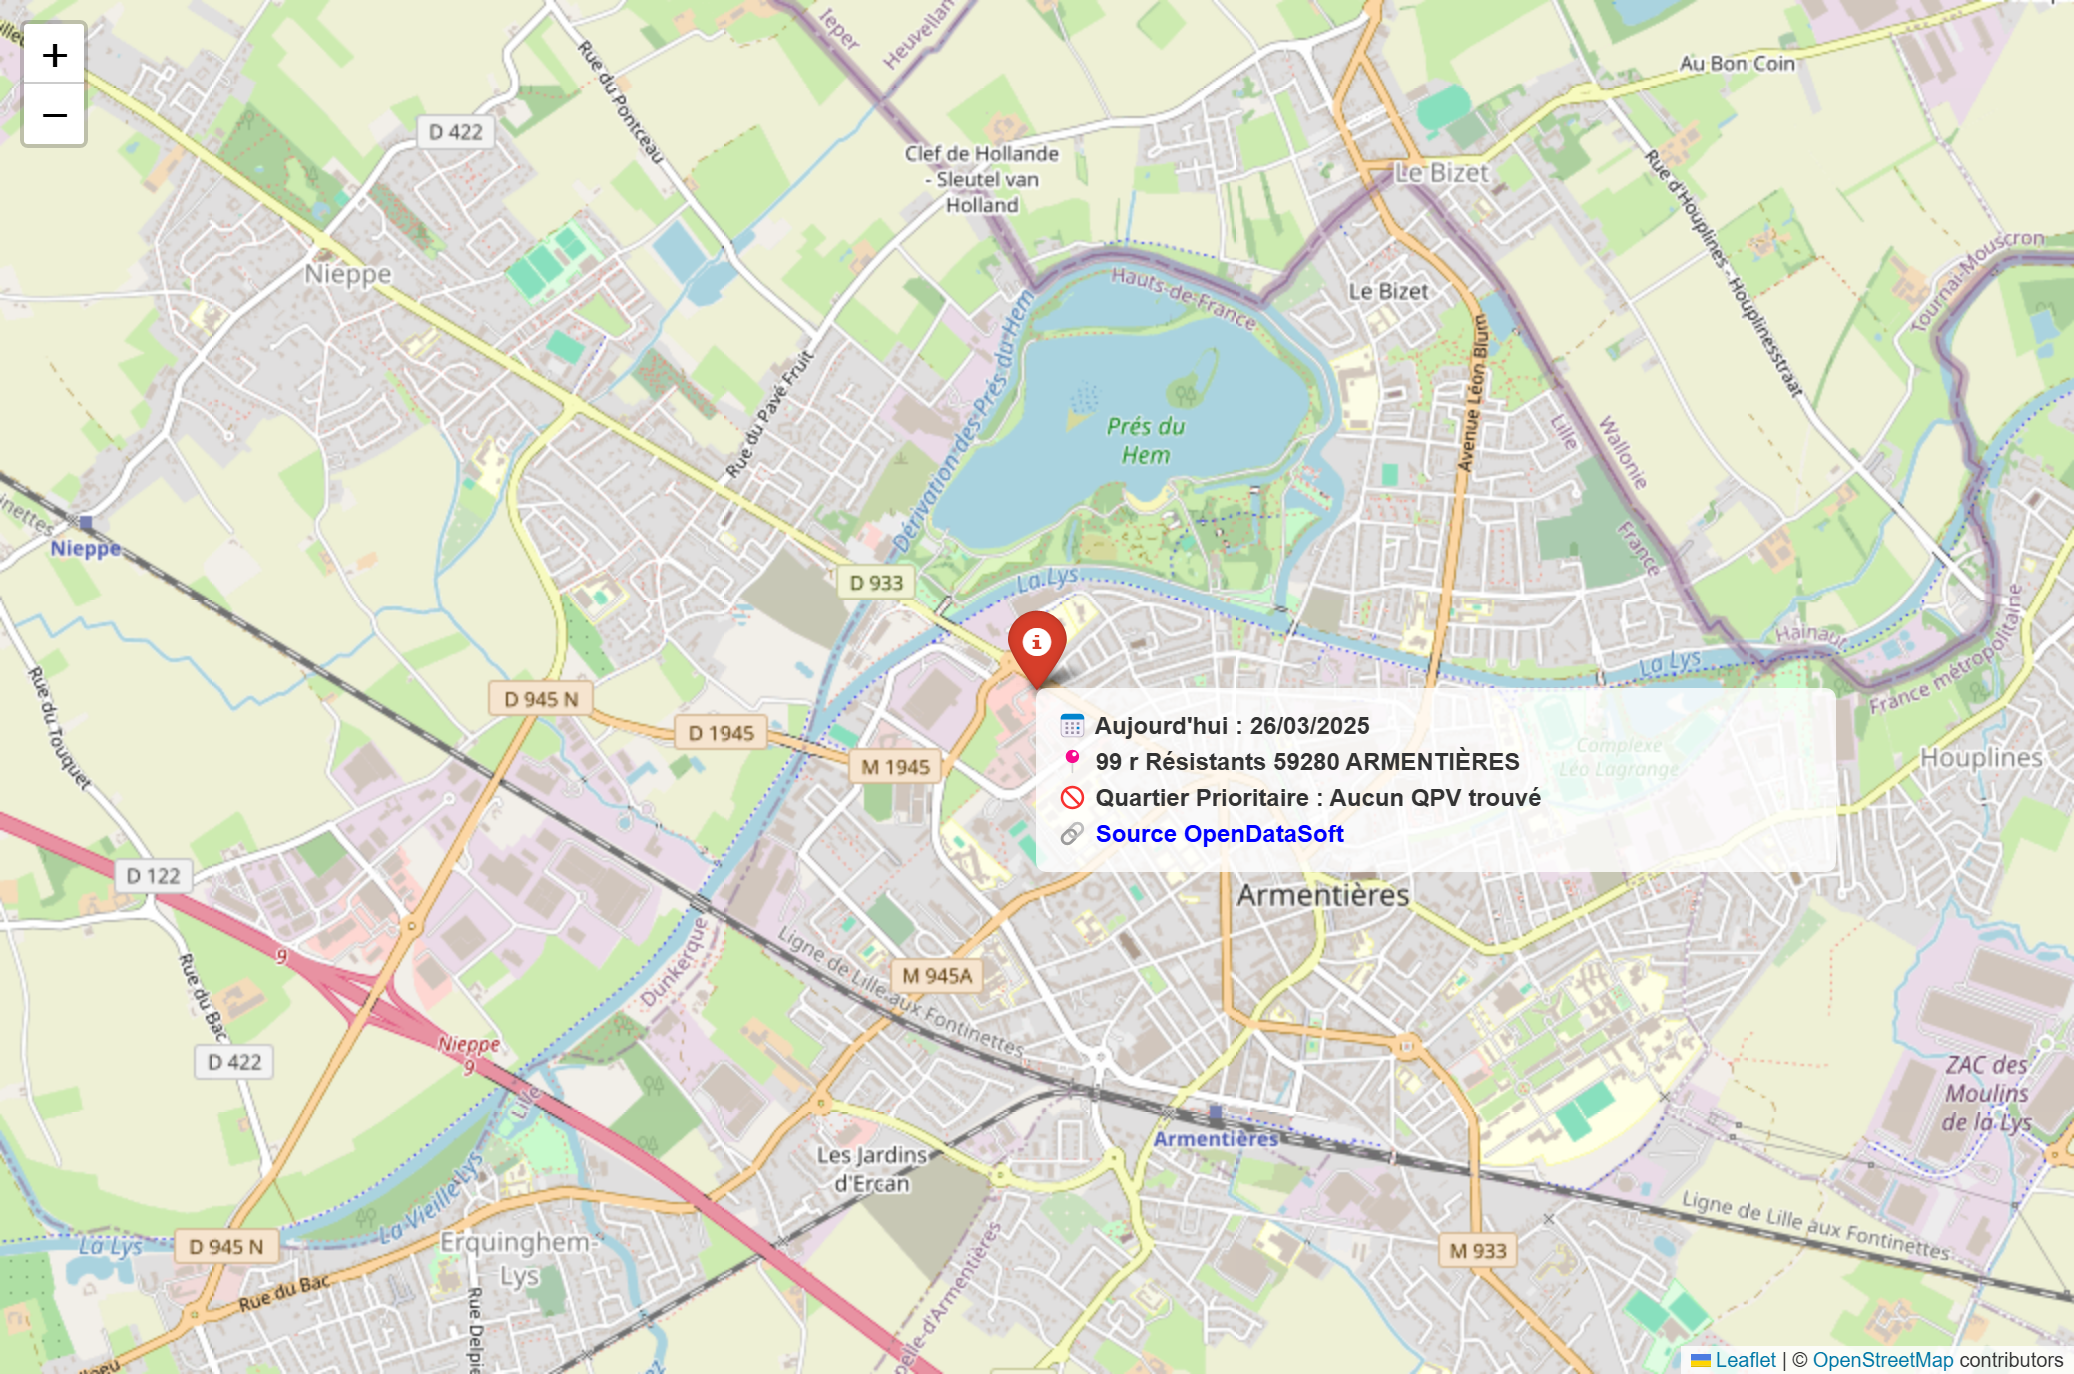 +
−
Ieper
Heuvelland
Rue du Ponceau
D 422
Au Bon Coin
Clef de Hollande
- Sleutel van
Holland
Le Bizet
Rue d'Houplines - Houplinesstraat
Nieppe
Hauts-de-France
Le Bizet
Tournai-Mouscron
Dérivation des Prés du Hem
Rue du Pavé Fruit
Avenue Léon Blum
Prés du
Hem
Lille
Wallonie
France
Nieppe
D 933
La Lys
Hainaut
La Lys
France métropolitaine
Rue du Touquet
D 945 N
D 1945
M 1945
Aujourd'hui : 26/03/2025
99 r Résistants 59280 ARMENTIÈRES
Quartier Prioritaire : Aucun QPV trouvé
Source OpenDataSoft
Complexe
Léo Lagrange
Houplines
D 122
Armentières
9
Rue du Bac
Dunkerque
Ligne de Lille aux Fontinettes
M 945A
Nieppe
9
D 422
Lille
ZAC des
Moulins
de la Lys
Armentières
Les Jardins
d'Ercan
La Vieille Lys
La Lys
D 945 N
Erquinghem-
Lys
Rue du Bac
Ligne de Lille aux Fontinettes
M 933
Leaflet | © OpenStreetMap contributors